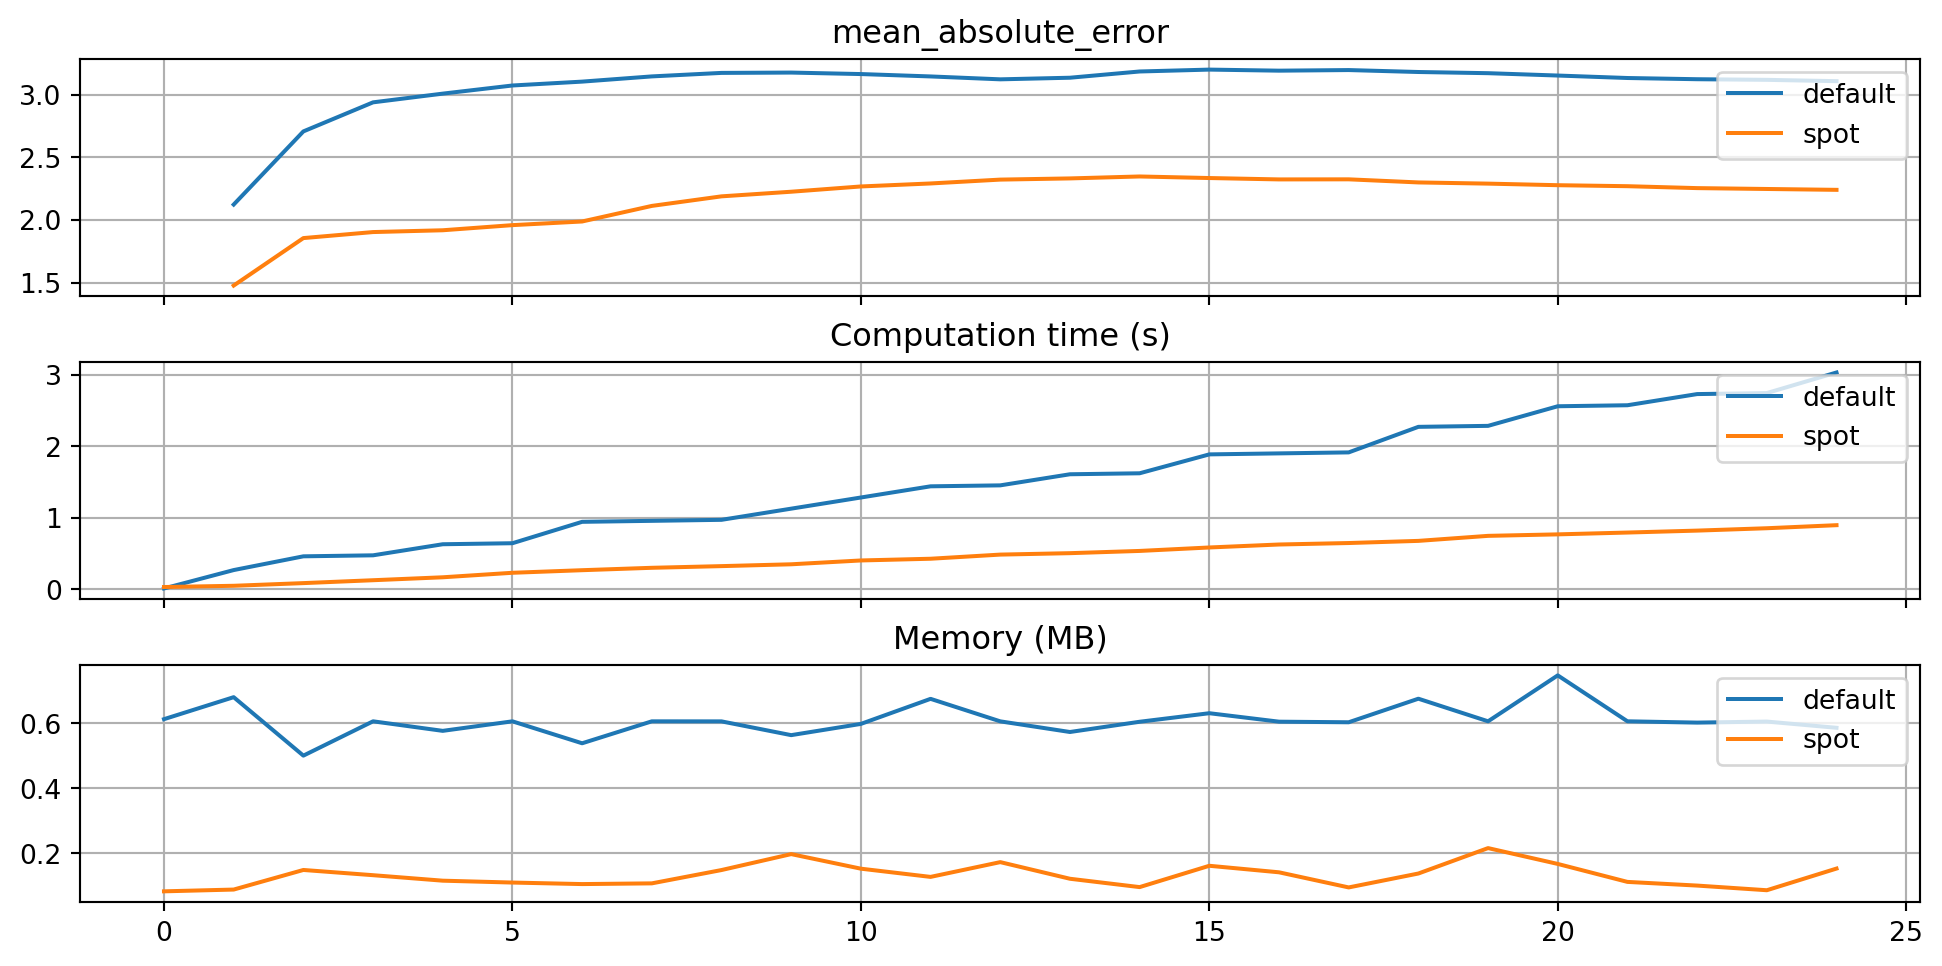 mean_absolute_error
3.0
2.5
2.0
1.5
default
spot
Computation time (s)
3
2
1
0
default
spot
Memory (MB)
0.6
0.4
0.2
default
spot
0 5 10 15 20 25